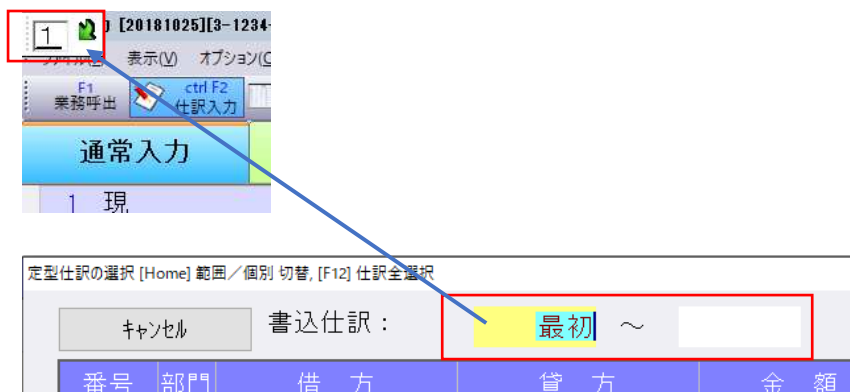 1 [20181025][3-1234-
表示(V) オプション(O
F1 ctrl F2
業務呼出 仕訳入力
通常入力
1 現
定型仕訳の選択 [Home] 範囲／個別 切替, [F12] 仕訳全選択
ｷｬﾝｾﾙ 書込仕訳： 最初 ～
番号 部門 借 方 貸 方 金 額